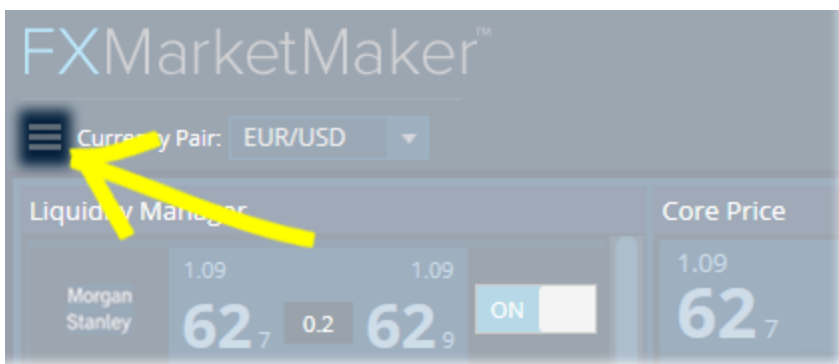 FXMarketMaker™
Currency Pair: EUR/USD
Liquidity Manager
Core Price
1.09 1.09
1.09
Morgan
Stanley
62 7 0.2 62 9
ON
62 7